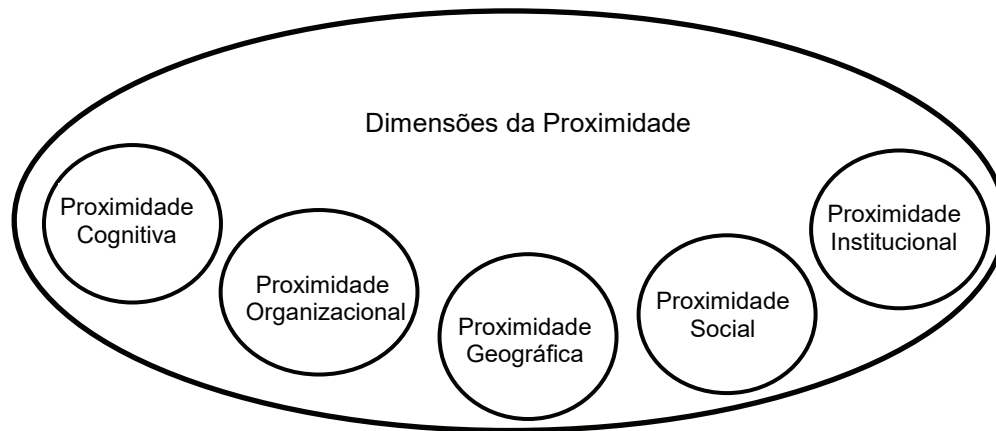 Dimensões da Proximidade
Proximidade
Cognitiva
Proximidade
Organizacional
Proximidade
Geográfica
Proximidade
Social
Proximidade
Institucional